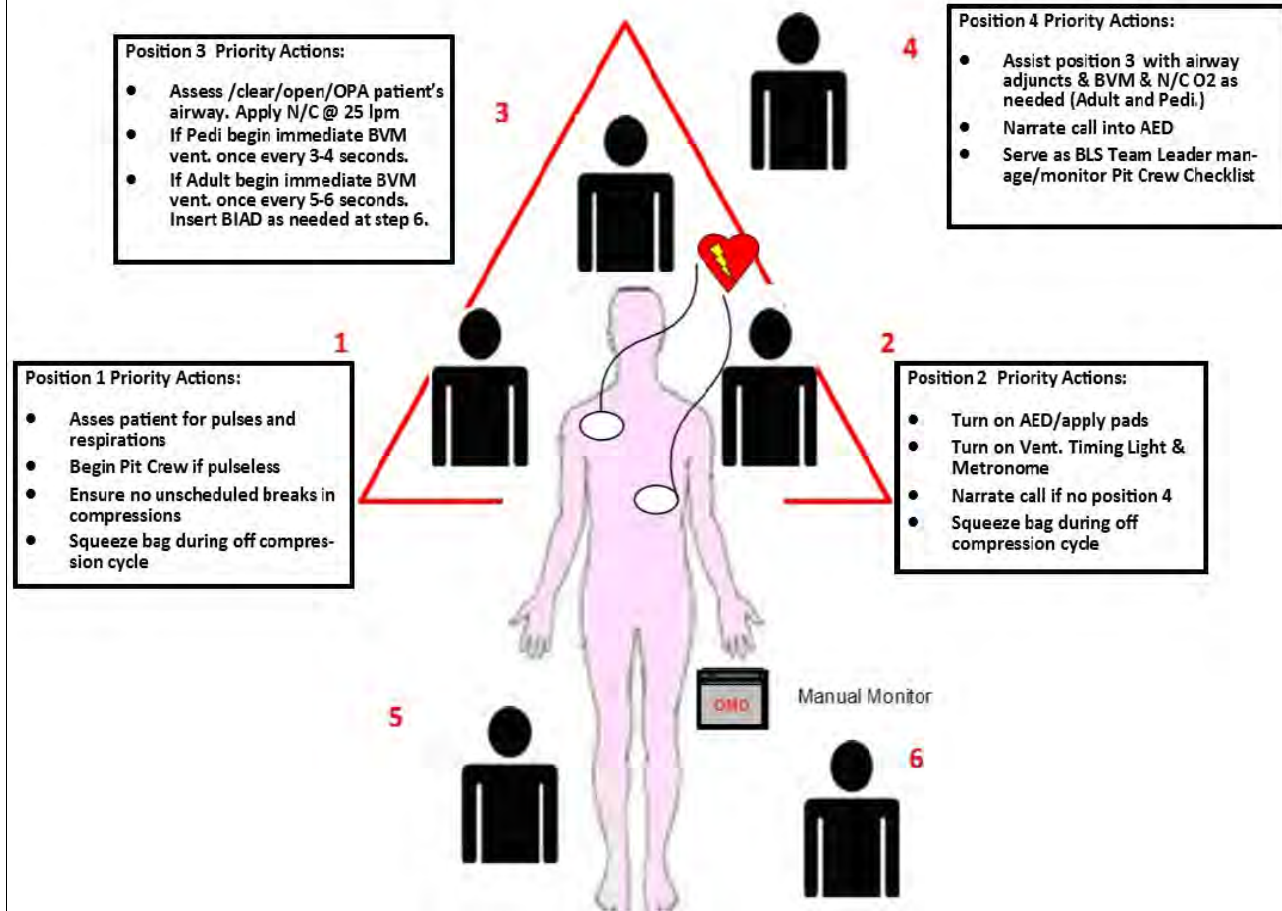 Position 3 Priority Actions:
● Assess /clear/open/OPA patient's
airway. Apply N/C @ 25 lpm
● If Pedi begin immediate BVM
vent. once every 3-4 seconds.
● If Adult begin immediate BVM
vent. once every 5-6 seconds.
Insert BIAD as needed at step 6.
3
4
Position 4 Priority Actions:
● Assist position 3 with airway
adjuncts & BVM & N/C O2 as
needed (Adult and Pedi.)
● Narrate call into AED
● Serve as BLS Team Leader man-
age/monitor Pit Crew Checklist
1
Position 1 Priority Actions:
● Asses patient for pulses and
respirations
● Begin Pit Crew if pulseless
● Ensure no unscheduled breaks in
compressions
● Squeeze bag during off compres-
sion cycle
2
Position 2 Priority Actions:
● Turn on AED/apply pads
● Turn on Vent. Timing Light &
Metronome
● Narrate call if no position 4
● Squeeze bag during off
compression cycle
OMD
Manual Monitor
5
6